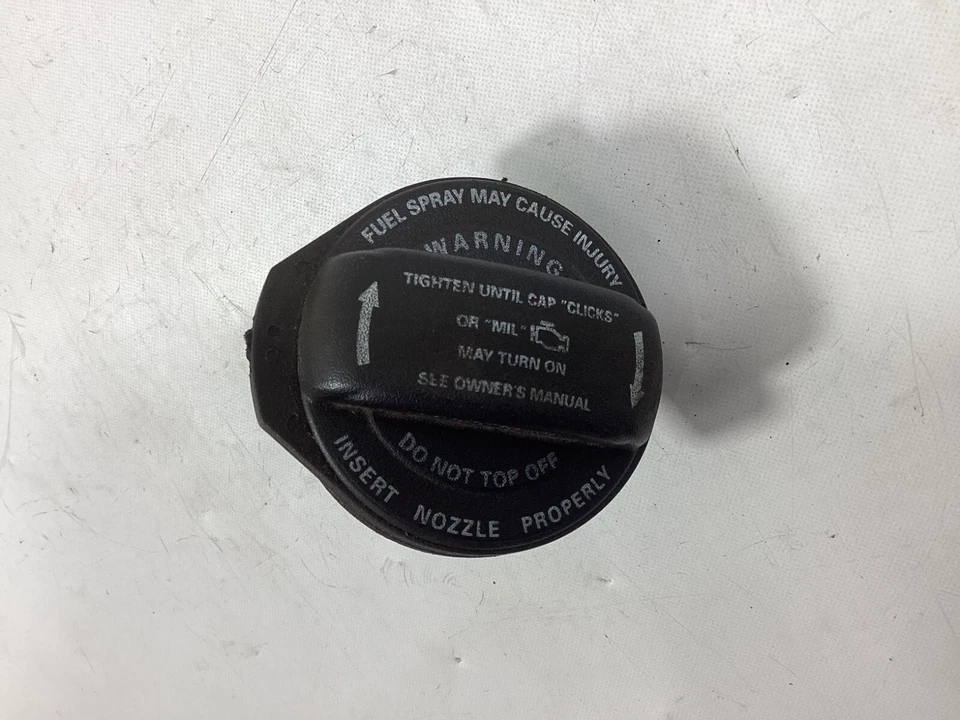 FUEL SPRAY MAY CAUSE INJURY
WARNING
TIGHTEN UNTIL CAP "CLICKS"
OR "MIL"
MAY TURN ON
SEE OWNER'S MANUAL
DO NOT TOP OFF
INSERT NOZZLE PROPERLY